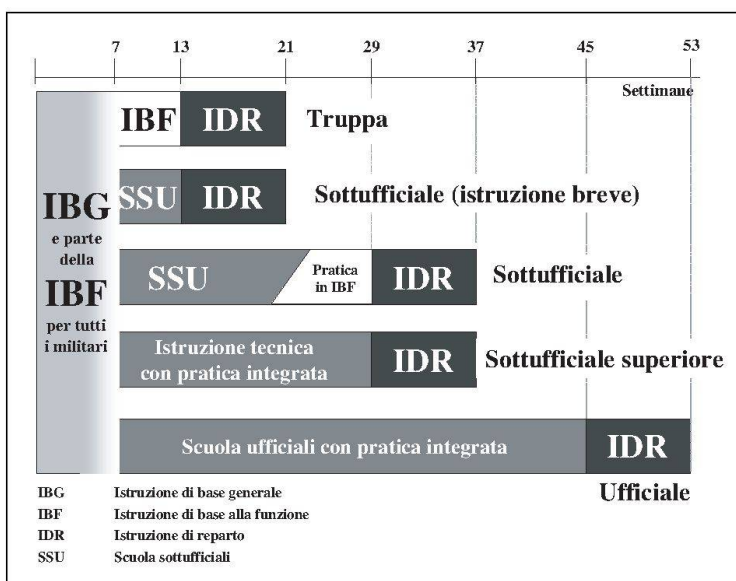 7 13 21 29 37 45 53
Settimane
IBF IDR Truppa
SSU IDR Sottufficiale (istruzione breve)
IBG
e parte
della
IBF
per tutti
i militari
SSU Pratica
in IBF IDR Sottufficiale
Istruzione tecnica
con pratica integrata IDR Sottufficiale superiore
Scuola ufficiali con pratica integrata IDR
Ufficiale
IBG Istruzione di base generale
IBF Istruzione di base alla funzione
IDR Istruzione di reparto
SSU Scuola sottufficiali